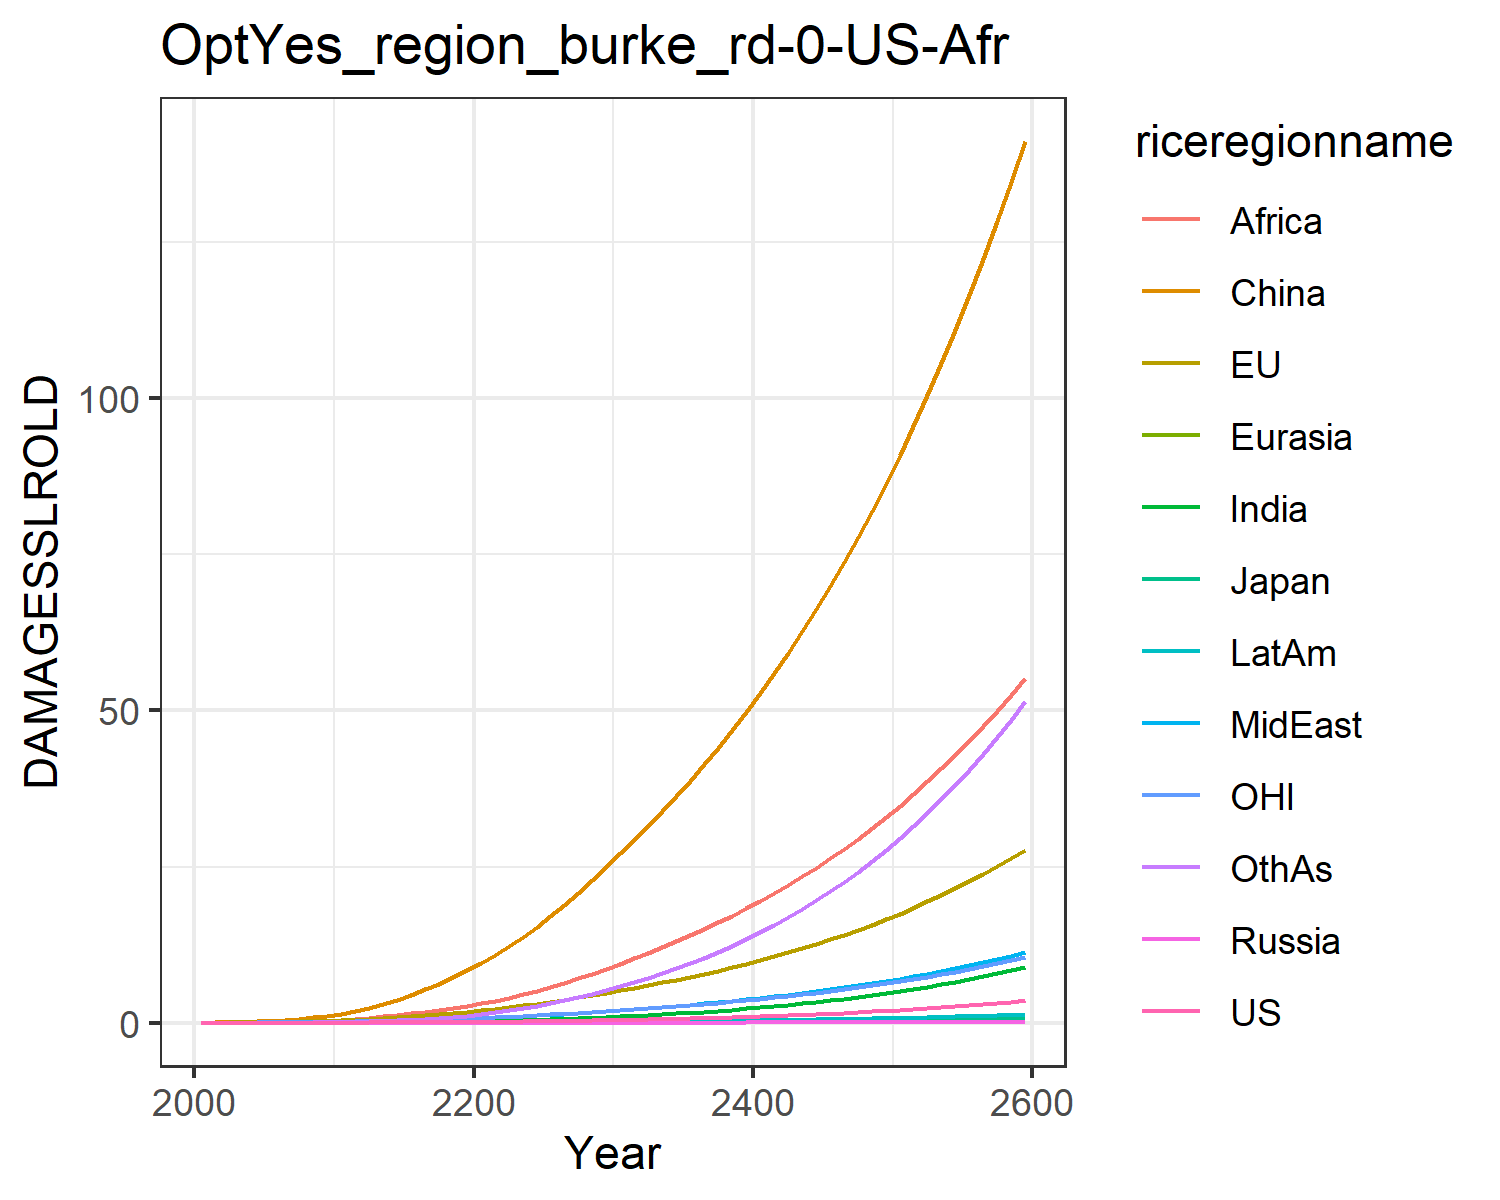 OptYes_region_burke_rd-0-US-Afr
DAMAGESSLROLD
100
50
0
2000
2200
2400
2600
Year
riceregionname
Africa
China
EU
Eurasia
India
Japan
LatAm
MidEast
OHI
OthAs
Russia
US